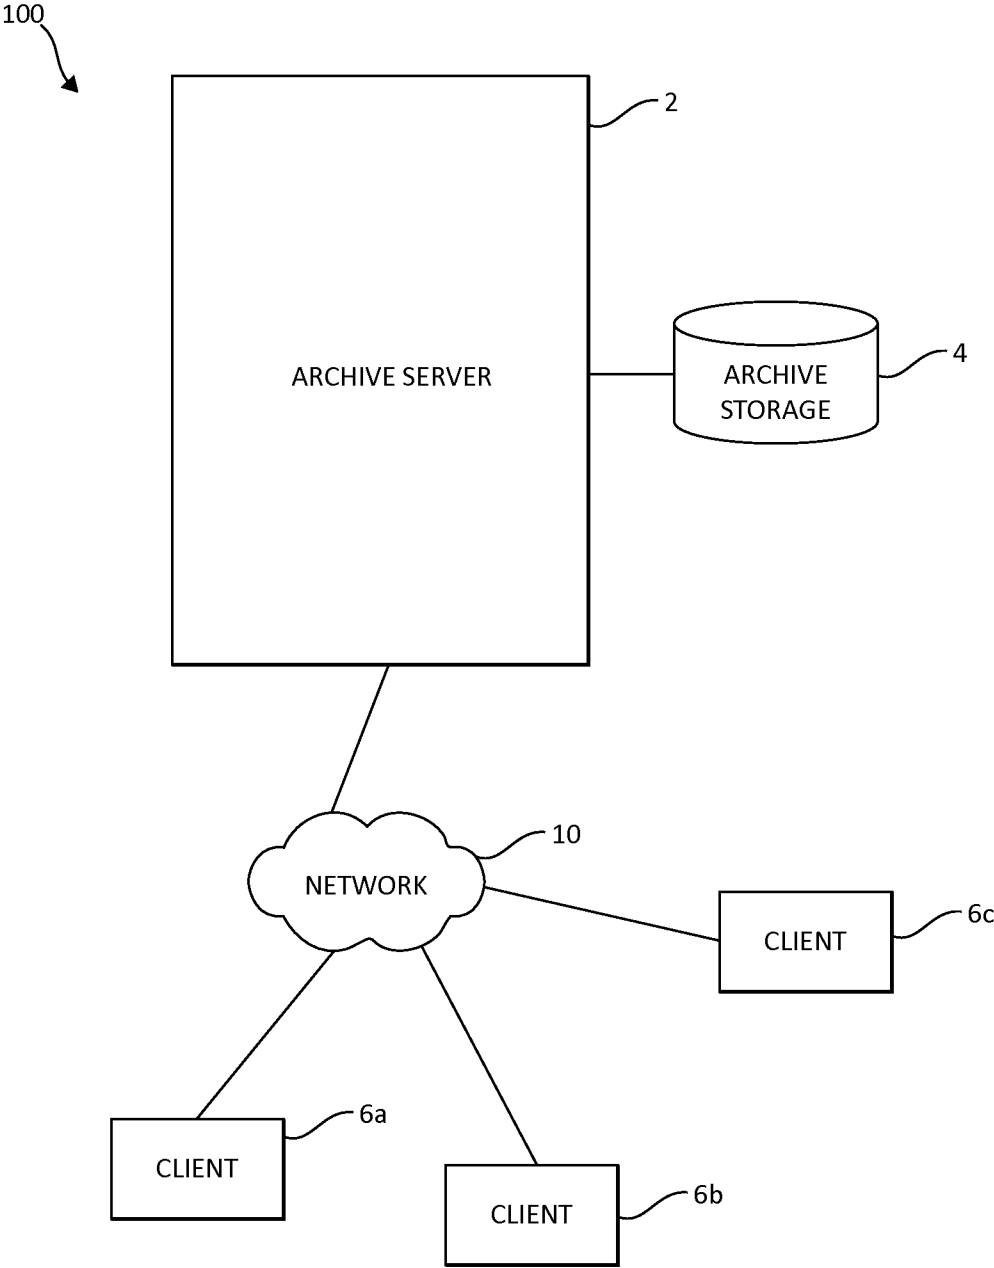 100
2
ARCHIVE SERVER
4
ARCHIVE
STORAGE
10
NETWORK
6c
CLIENT
6a
CLIENT
6b
CLIENT